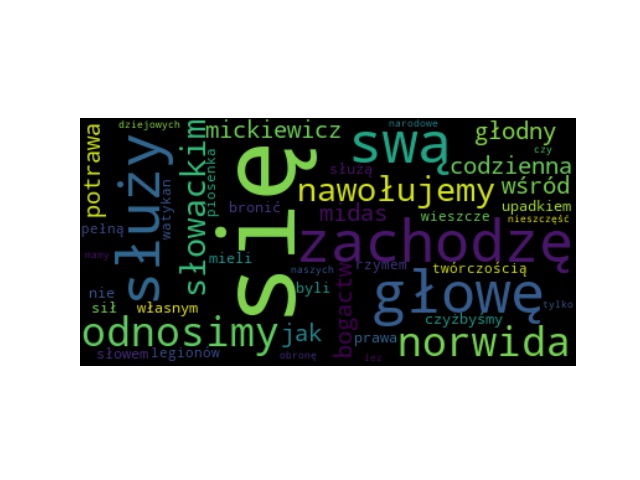 dziejowych
narodowe
mickiewicz
głodny
potrawa
służy
słowackim
się
swą
czy
piosenka
watykan
służą
codzienna
nawołujemy
wśród
bronić
midas
wieszcze
upadkiem
nieszczęść
pełną
zachodzę
mamy
mieli
naszych
bogactw
rzymem
twórczością
nie
byli
głowę
tylko
sił
własnym
czyżbyśmy
odnosimy
jak
prawa
norwida
słowem
legionów
obronę
łez